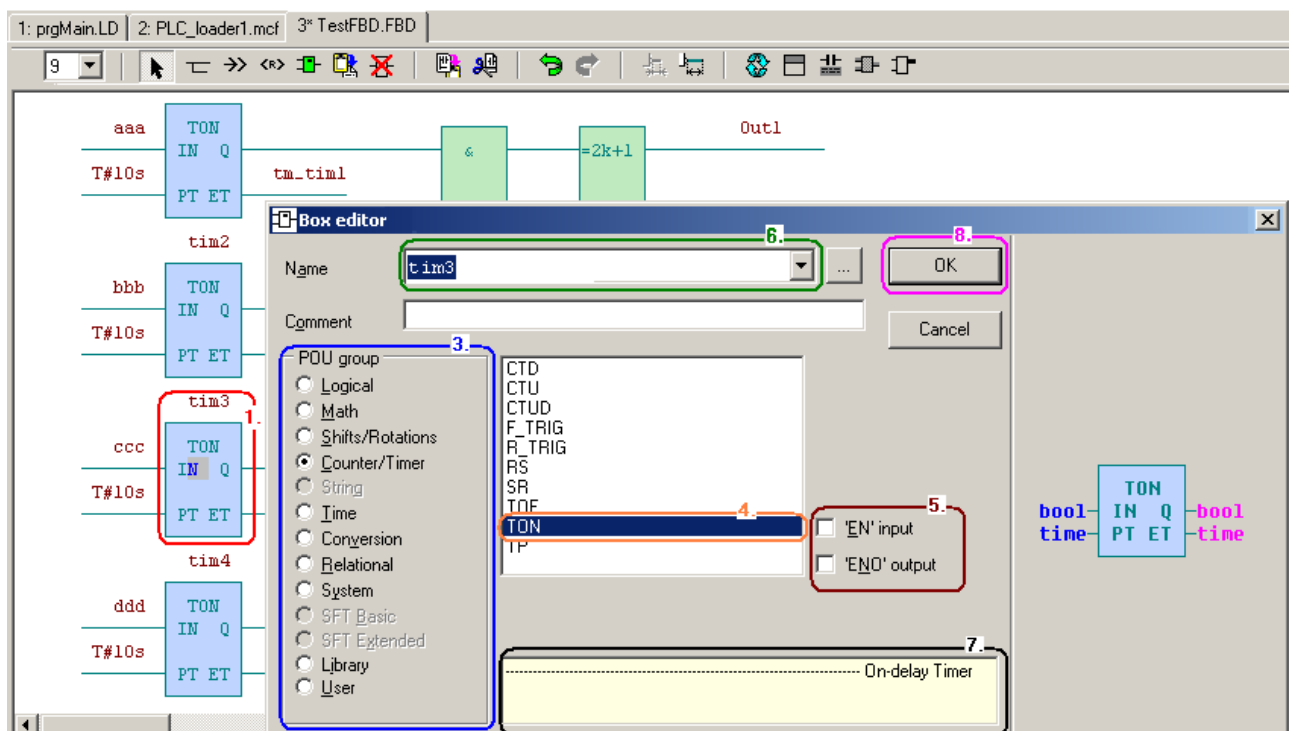 1: prgMain.LD 2: PLC_loader1.mcf 3* TestFBD.FBD
9 <R>
aaa TON Out1
IN Q & =2k+1
T#10s tm_tim1
PT ET
Box editor
tim2
6. 8.
Name tim3 ... OK
bbb TON
IN Q
Comment Cancel
T#10s
3.
PT ET
POU group
CTD
Logical
CTU
tim3
Math
CTUD
1.
F_TRIG
Shifts/Rotations
R_TRIG
ccc TON
IN Q
Counter/Timer
RS
String
SR
T#10s
TOF
4. 5.
PT ET
Time
TON
'EN' input
Conversion
TP
tim4
Relational
'ENO' output
System
ddd TON
IN Q
SFT Basic
SFT Extended
7.
T#10s
Library
On-delay Timer
PT ET
User
TON
bool IN Q bool
time PT ET time